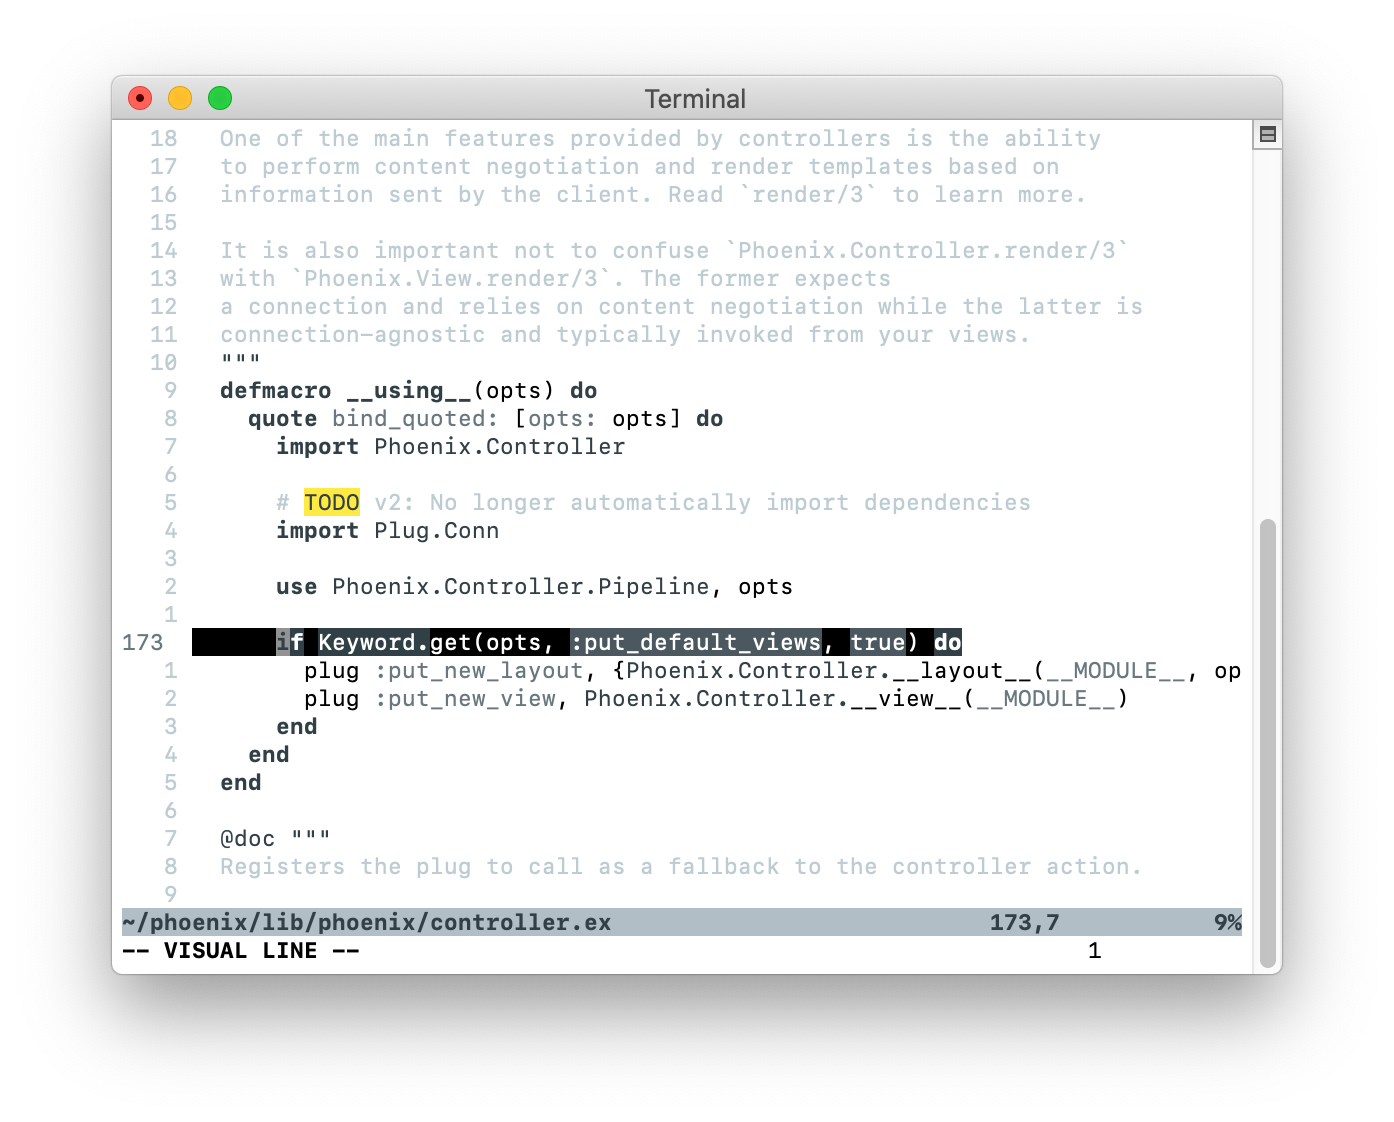 Terminal
18   One of the main features provided by controllers is the ability
17   to perform content negotiation and render templates based on
16   information sent by the client. Read `render/3` to learn more.
15
14   It is also important not to confuse `Phoenix.Controller.render/3`
13   with `Phoenix.View.render/3`. The former expects
12   a connection and relies on content negotiation while the latter is
11   connection-agnostic and typically invoked from your views.
10   """
9   defmacro __using__(opts) do
8     quote bind_quoted: [opts: opts] do
7       import Phoenix.Controller
6
5       # TODO v2: No longer automatically import dependencies
4       import Plug.Conn
3
2       use Phoenix.Controller.Pipeline, opts
1
173       if Keyword.get(opts, :put_default_views, true) do
1         plug :put_new_layout, {Phoenix.Controller.__layout__(__MODULE__, op
2         plug :put_new_view, Phoenix.Controller.__view__(__MODULE__)
3       end
4     end
5   end
6
7   @doc """
8   Registers the plug to call as a fallback to the controller action.
9
~/phoenix/lib/phoenix/controller.ex 173,7 9%
-- VISUAL LINE -- 1